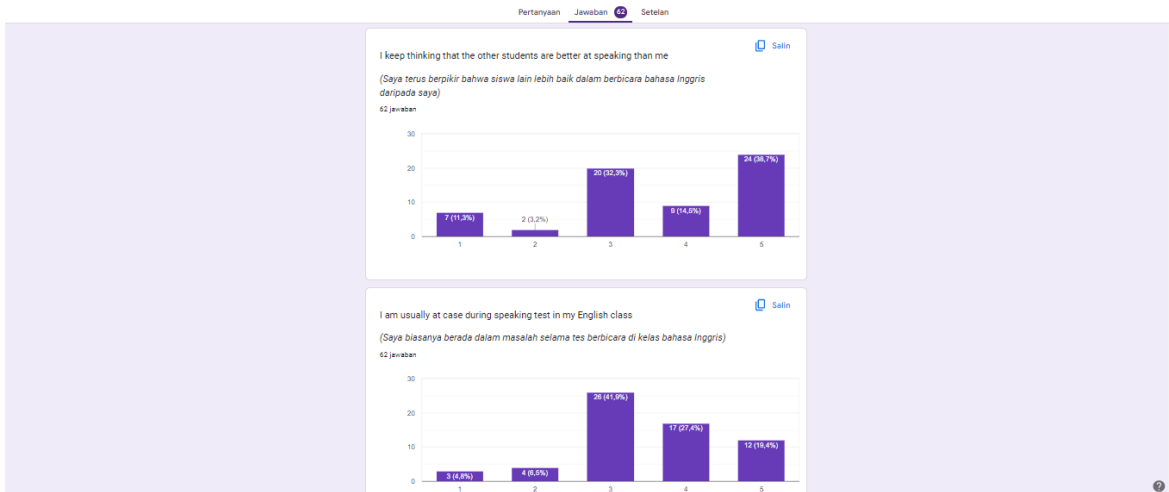 Pertanyaan Jawaban 62 Setelan
Salin
I keep thinking that the other students are better at speaking than me
(Saya terus berpikir bahwa siswa lain lebih baik dalam berbicara bahasa Inggris
daripada saya)
62 jawaban
30
20
10
0
7 (11,3%)
2 (3,2%)
20 (32,3%)
9 (14,5%)
24 (38,7%)
1 2 3 4 5
Salin
I am usually at case during speaking test in my English class
(Saya biasanya berada dalam masalah selama tes berbicara di kelas bahasa Inggris)
62 jawaban
30
20
10
0
3 (4,8%)
4 (6,5%)
26 (41,9%)
17 (27,4%)
12 (19,4%)
1 2 3 4 5